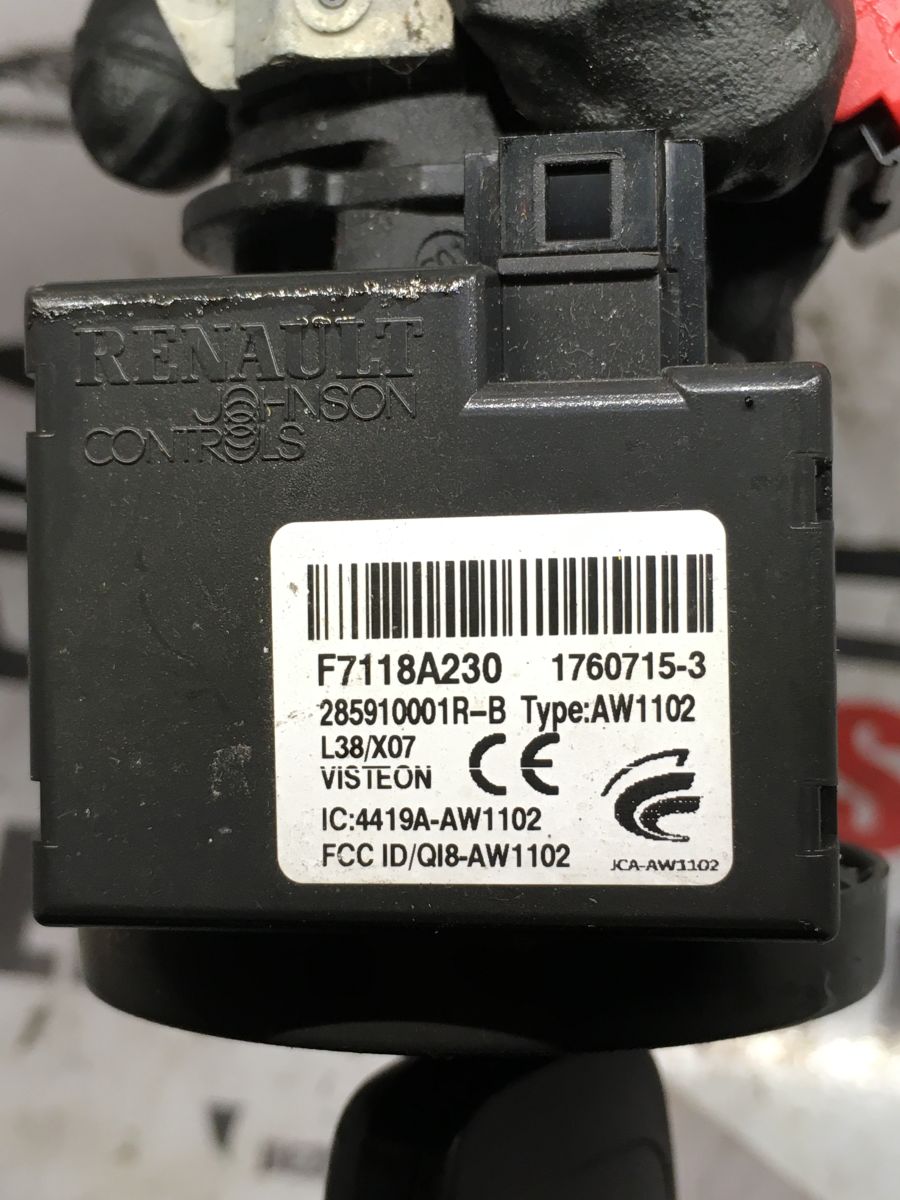 RENAULT
JOHNSON
CONTROLS
F7118A230 1760715-3
285910001R-B Type:AW1102
L38/X07
VISTEON CE
IC:4419A-AW1102
FCC ID/QI8-AW1102
JCA-AW1102
S